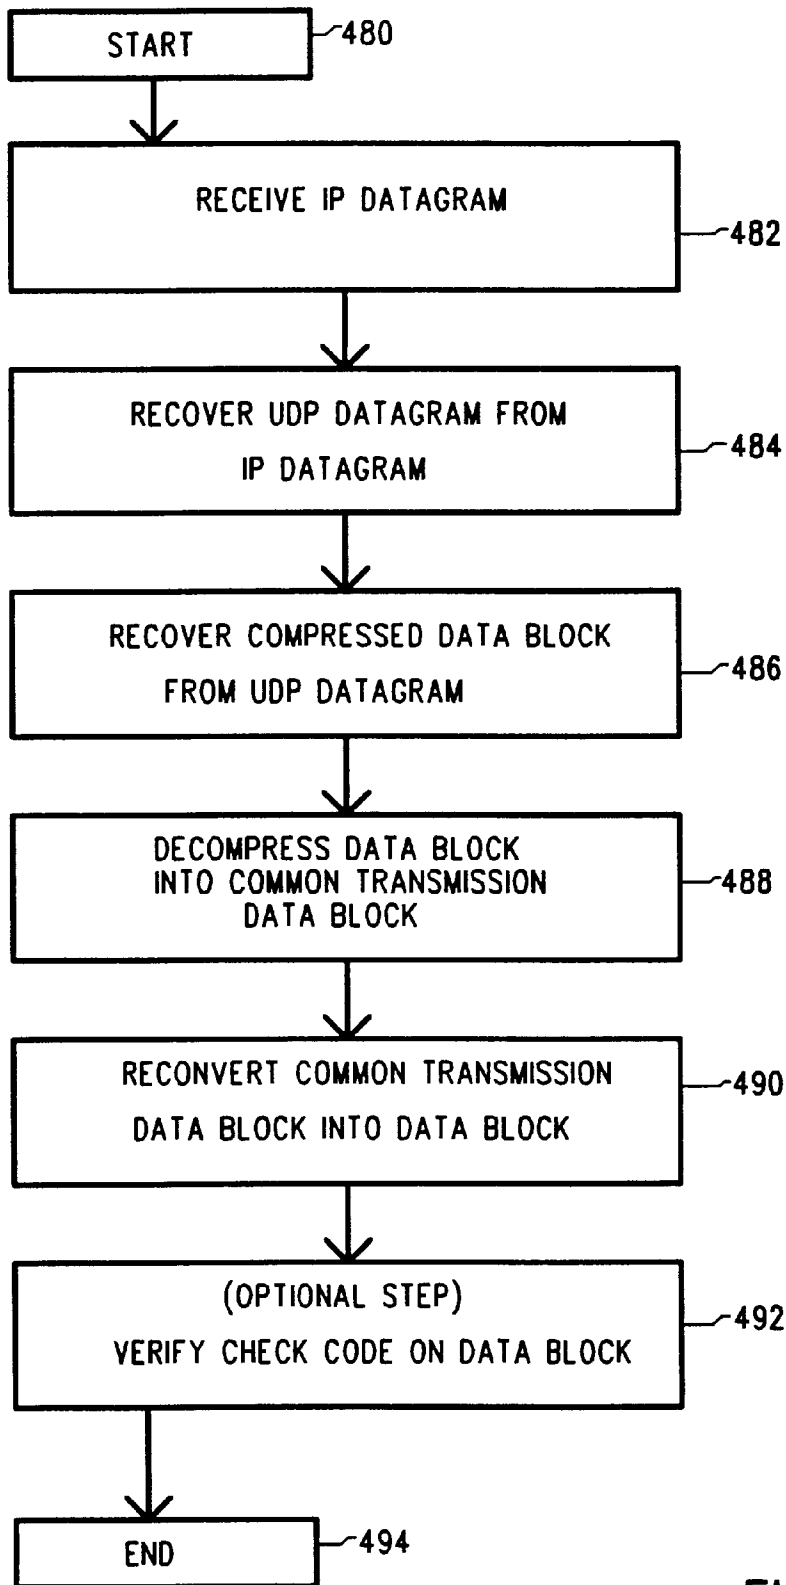 START
480
RECEIVE IP DATAGRAM
482
RECOVER UDP DATAGRAM FROM
IP DATAGRAM
484
RECOVER COMPRESSED DATA BLOCK
FROM UDP DATAGRAM
486
DECOMPRESS DATA BLOCK
INTO COMMON TRANSMISSION
DATA BLOCK
488
RECONVERT COMMON TRANSMISSION
DATA BLOCK INTO DATA BLOCK
490
(OPTIONAL STEP)
VERIFY CHECK CODE ON DATA BLOCK
492
END
494